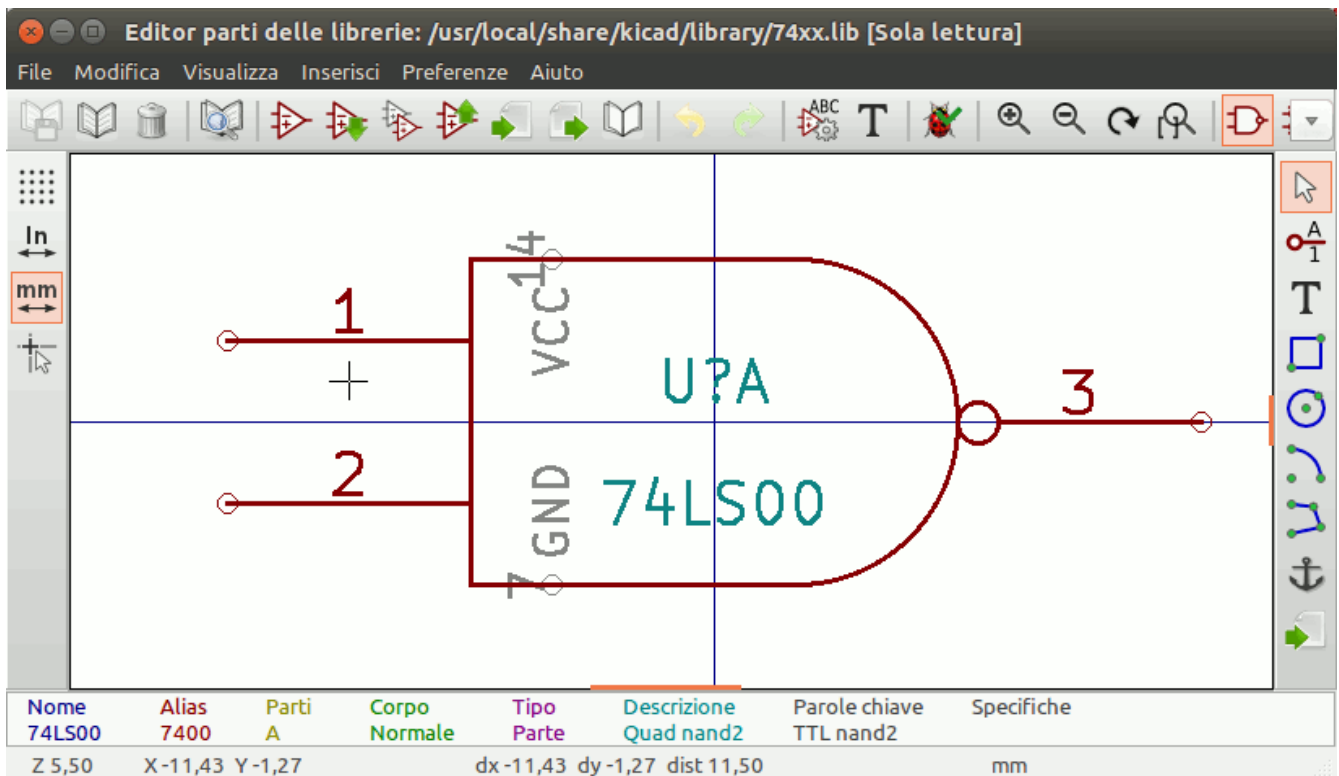 Editor parti delle librerie: /usr/local/share/kicad/library/74xx.lib [Sola lettura]
File Modifica Visualizza Inserisci Preferenze Aiuto
ABC
T
In
mm
A
1
T
14
VCC
1
U?A
3
2
GND
74LS00
7
Nome Alias Parti Corpo Tipo Descrizione Parole chiave Specifiche
74LS00 7400 A Normale Parte Quad nand2 TTL nand2
Z 5,50 X -11,43 Y -1,27 dx -11,43 dy -1,27 dist 11,50 mm